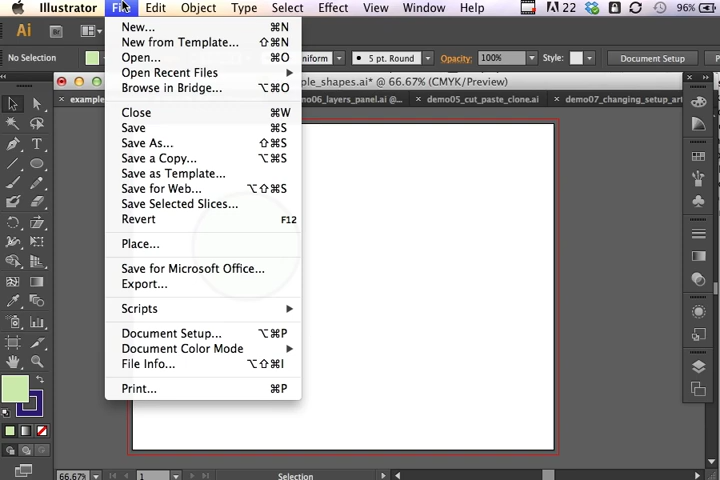 Illustrator File Edit Object Type Select Effect View Window Help 22 96%
Ai
No Selection niform 5 pt. Round Opacity: 100% Style: Document Setup
ple_shapes.ai* @ 66.67% (CMYK/Preview)
example mo06_layers_panel.ai @... demo05_cut_paste_clone.ai demo07_changing_setup_art
New... ⌘N
New from Template... ⇧⌘N
Open... ⌘O
Open Recent Files
Browse in Bridge... ⌥⌘O
Close ⌘W
Save ⌘S
Save As... ⇧⌘S
Save a Copy... ⌥⌘S
Save as Template...
Save for Web... ⌥⇧⌘S
Save Selected Slices...
Revert F12
Place...
Save for Microsoft Office...
Export...
Scripts
Document Setup... ⌥⌘P
Document Color Mode
File Info... ⌥⇧⌘I
Print... ⌘P
66.67% 1 Selection